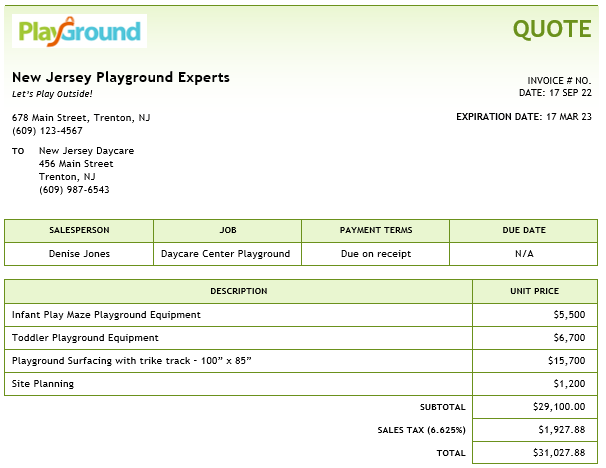 PlayGround
QUOTE
New Jersey Playground Experts
Let's Play Outside!
INVOICE # NO.
DATE: 17 SEP 22
678 Main Street, Trenton, NJ
(609) 123-4567
EXPIRATION DATE: 17 MAR 23
TO New Jersey Daycare
456 Main Street
Trenton, NJ
(609) 987-6543
SALESPERSON JOB PAYMENT TERMS DUE DATE
Denise Jones Daycare Center Playground Due on receipt N/A
DESCRIPTION UNIT PRICE
Infant Play Maze Playground Equipment $5,500
Toddler Playground Equipment $6,700
Playground Surfacing with trike track – 100” x 85” $15,700
Site Planning $1,200
SUBTOTAL $29,100.00
SALES TAX (6.625%) $1,927.88
TOTAL $31,027.88